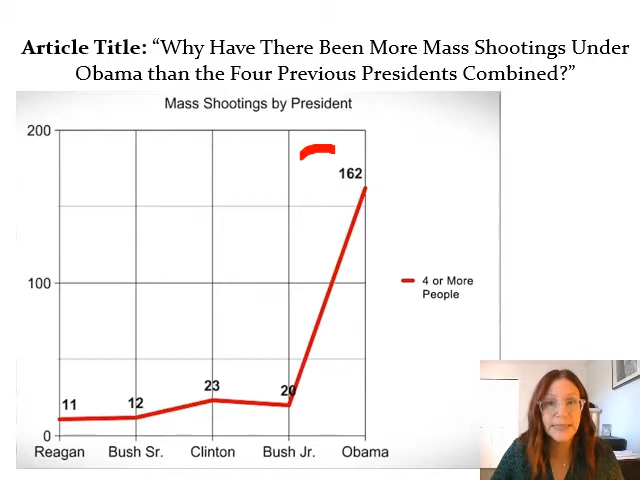 Article Title: “Why Have There Been More Mass Shootings Under
Obama than the Four Previous Presidents Combined?”
Mass Shootings by President
200
162
100
4 or More
People
23
20
11
12
0
Reagan
Bush Sr.
Clinton
Bush Jr.
Obama